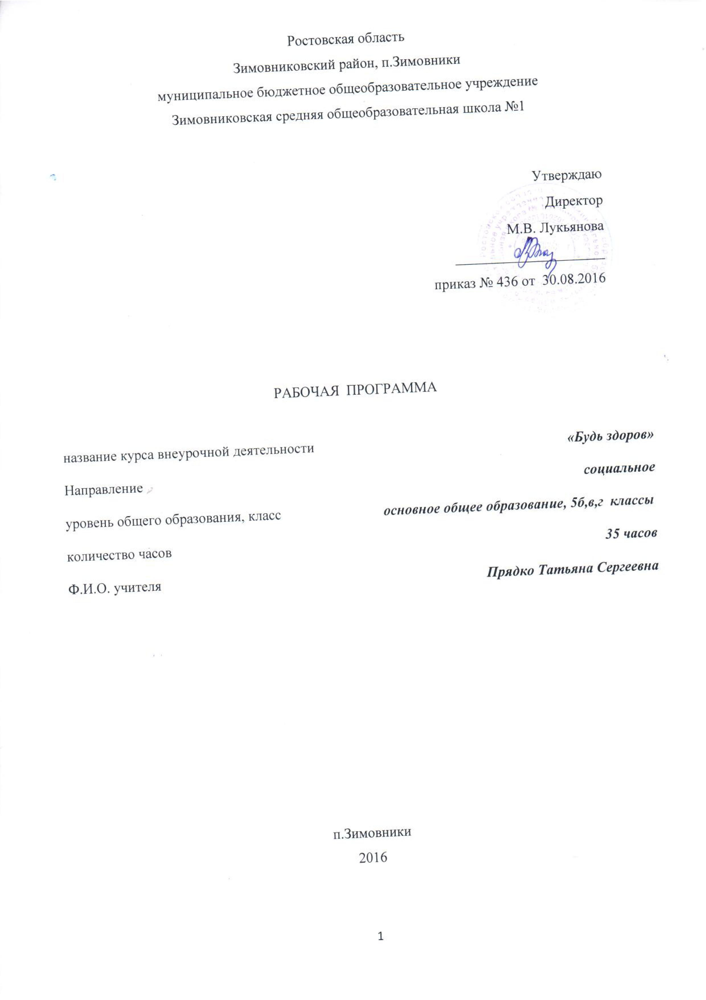 Ростовская область
Зимовниковский район, п.Зимовники
муниципальное бюджетное общеобразовательное учреждение
Зимовниковская средняя общеобразовательная школа №1
Утверждаю
Директор
М.В. Лукьянова
приказ № 436 от 30.08.2016
РАБОЧАЯ ПРОГРАММА
название курса внеурочной деятельности «Будь здоров»
Направление социальное
уровень общего образования, класс основное общее образование, 5б,в,г классы
количество часов 35 часов
Ф.И.О. учителя Прядко Татьяна Сергеевна
п.Зимовники
2016
1